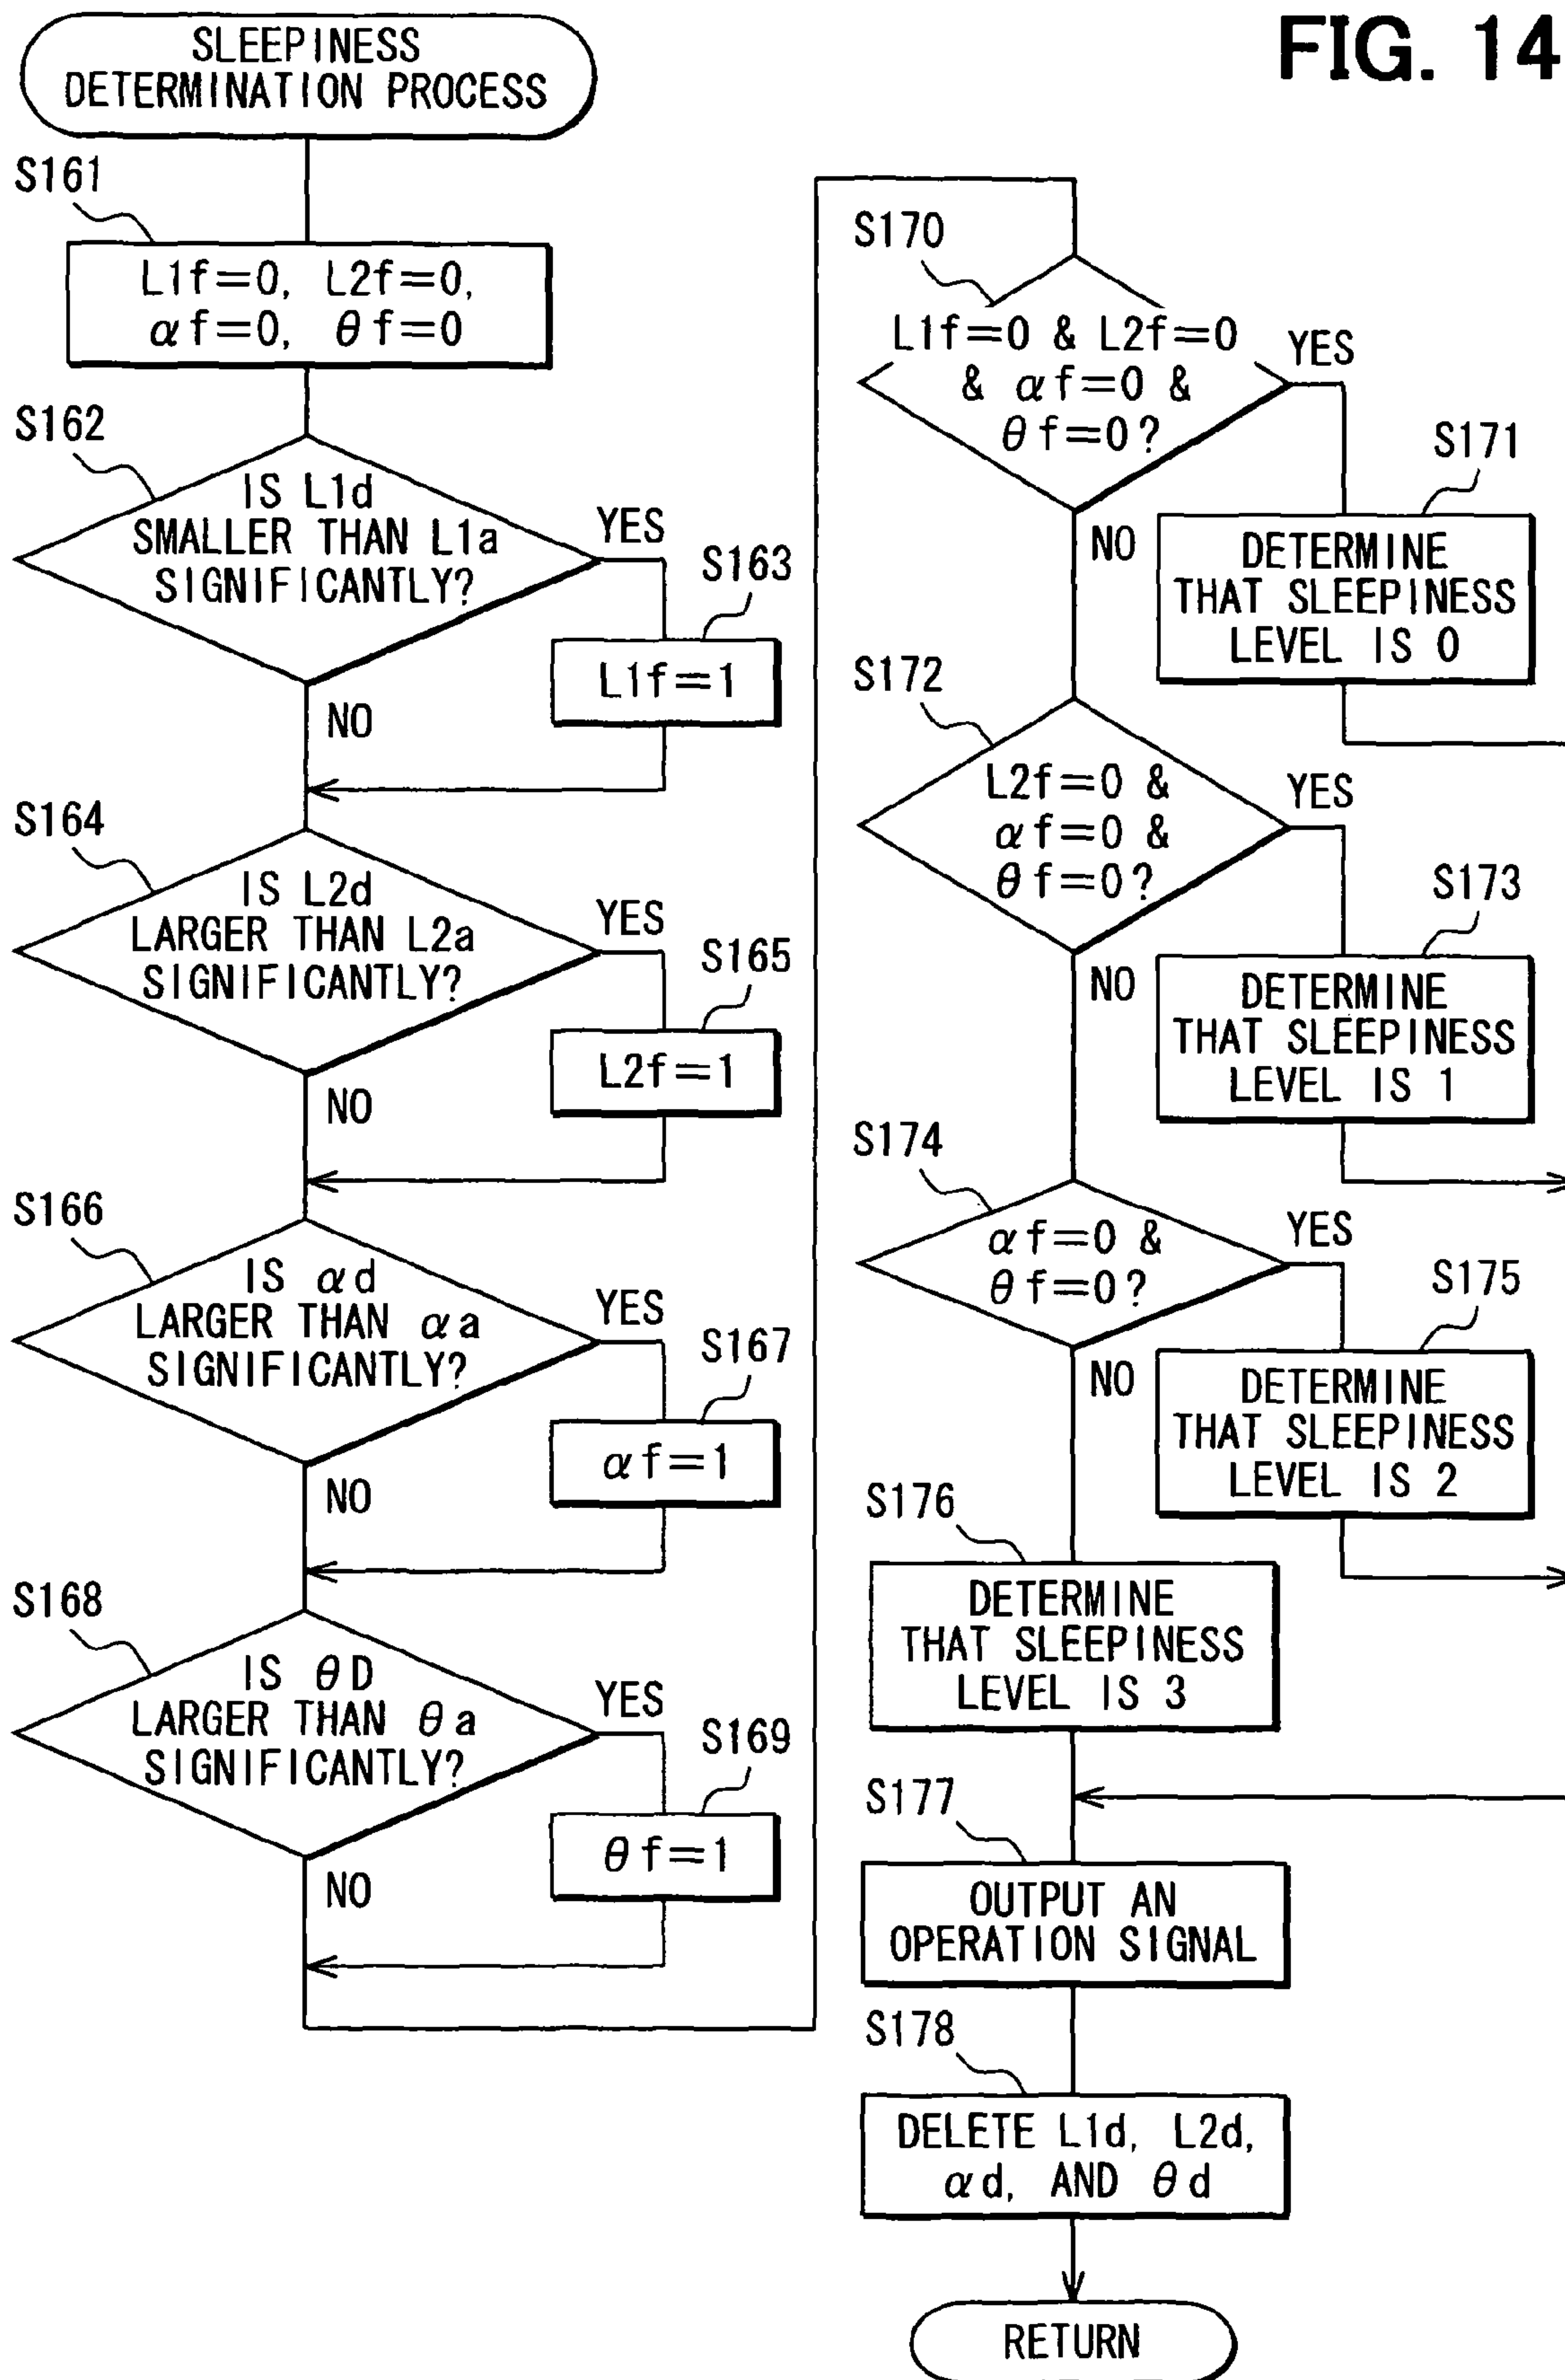 FIG. 14
SLEEPINESS
DETERMINATION PROCESS
S161
L1f=0, L2f=0,
αf=0, θf=0
S162
IS L1d
SMALLER THAN L1a
SIGNIFICANTLY?
YES
S163
L1f=1
NO
S164
IS L2d
LARGER THAN L2a
SIGNIFICANTLY?
YES
S165
L2f=1
NO
S166
IS αd
LARGER THAN αa
SIGNIFICANTLY?
YES
S167
αf=1
NO
S168
IS θD
LARGER THAN θa
SIGNIFICANTLY?
YES
S169
θf=1
NO
S170
L1f=0 & L2f=0
& αf=0 &
θf=0?
YES
S171
DETERMINE
THAT SLEEPINESS
LEVEL IS 0
NO
S172
L2f=0 &
αf=0 &
θf=0?
YES
S173
DETERMINE
THAT SLEEPINESS
LEVEL IS 1
NO
S174
αf=0 &
θf=0?
YES
S175
DETERMINE
THAT SLEEPINESS
LEVEL IS 2
NO
S176
DETERMINE
THAT SLEEPINESS
LEVEL IS 3
S177
OUTPUT AN
OPERATION SIGNAL
S178
DELETE L1d, L2d,
αd, AND θd
RETURN